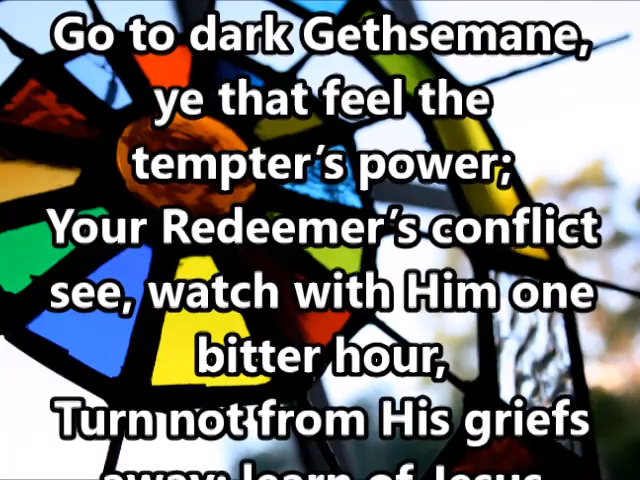 Go to dark Gethsemane,
ye that feel the
tempter’s power;
Your Redeemer’s conflict
see, watch with Him one
bitter hour,
Turn not from His griefs
away; learn of Jesus